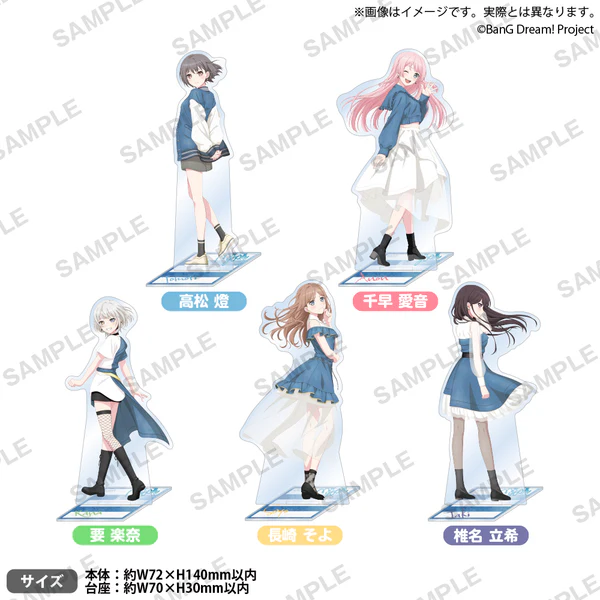 ※画像はイメージです。実際とは異なります。
©BanG Dream! Project
SAMPLE
高松 燈
千早 愛音
要 楽奈
長崎 そよ
椎名 立希
Raana
Taki
サイズ
本体：約W72×H140mm以内
台座：約W70×H30mm以内